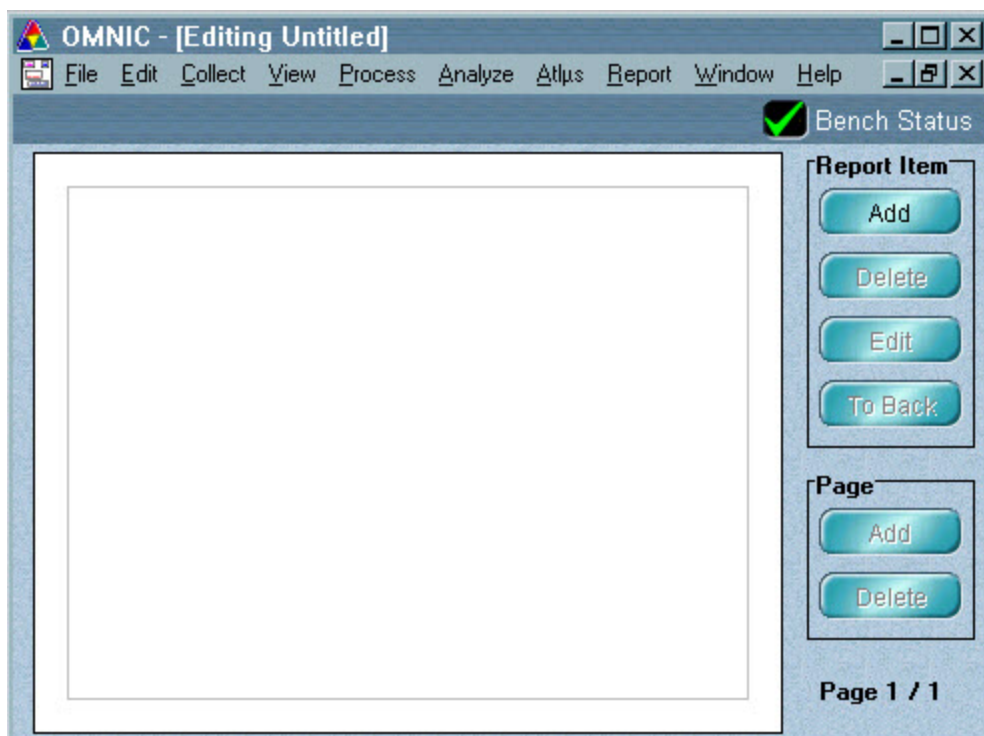 OMNIC - [Editing Untitled]
File Edit Collect View Process Analyze Atlµs Report Window Help
Bench Status
Report Item
Add
Delete
Edit
To Back
Page
Add
Delete
Page 1 / 1